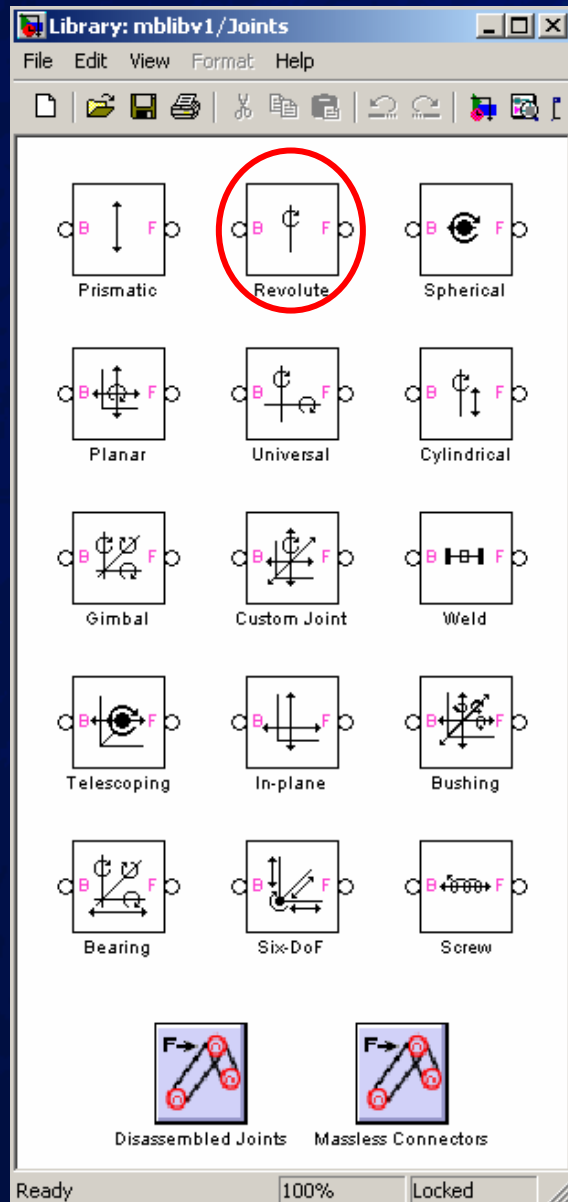 Library: mblibv1/Joints
File Edit View Format Help
B F B F B F
Prismatic Revolute Spherical
B F B F B F
Planar Universal Cylindrical
B F B F B F
Gimbal Custom Joint Weld
B F B F B F
Telescoping In-plane Bushing
B F B F B F
Bearing Six-DoF Screw
F F
Disassembled Joints Massless Connectors
Ready 100% Locked